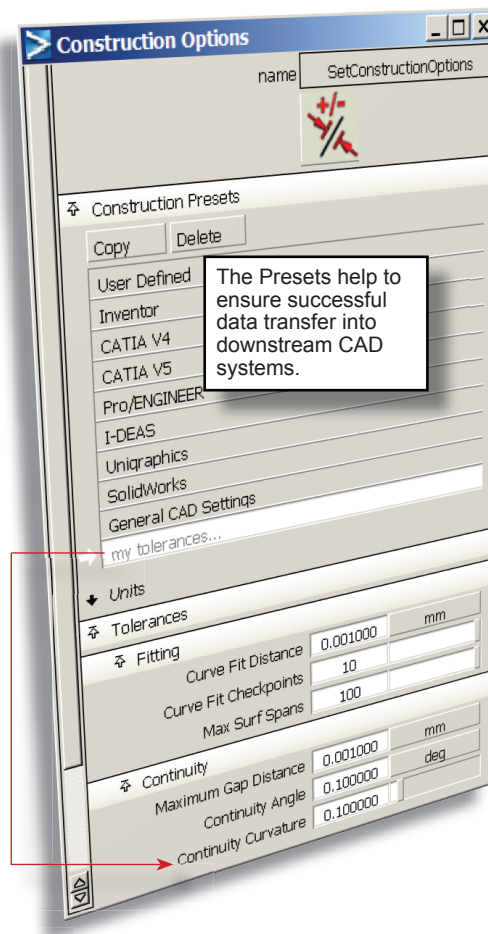 Construction Options
name SetConstructionOptions
+/-
Construction Presets
Copy Delete
User Defined
Inventor
CATIA V4
CATIA V5
Pro/ENGINEER
I-DEAS
Unigraphics
SolidWorks
General CAD Settings
my tolerances...
The Presets help to
ensure successful
data transfer into
downstream CAD
systems.
Units
Tolerances
Fitting
Curve Fit Distance 0.001000 mm
Curve Fit Checkpoints 10
Max Surf Spans 100
Continuity
Maximum Gap Distance 0.001000 mm
Continuity Angle 0.100000 deg
Continuity Curvature 0.100000